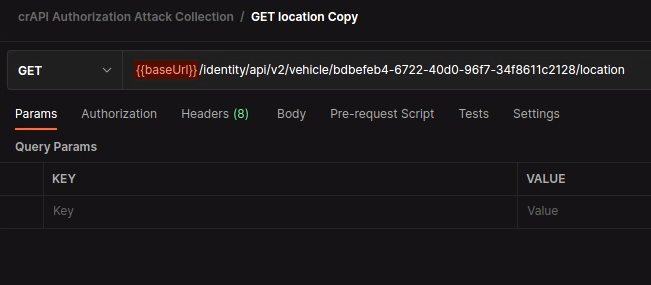 crAPI Authorization Attack Collection / GET location Copy
GET {{baseUrl}}/identity/api/v2/vehicle/bdbefeb4-6722-40d0-96f7-34f8611c2128/location
Params Authorization Headers (8) Body Pre-request Script Tests Settings
Query Params
KEY VALUE
Key Value